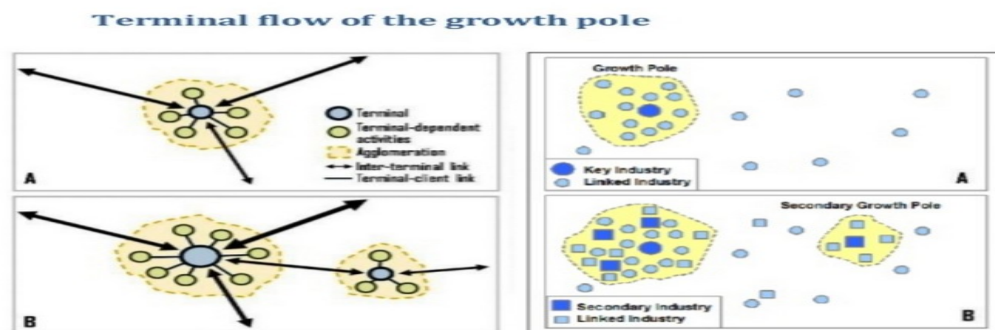 Terminal flow of the growth pole
Terminal
Terminal-dependent
activities
Agglomeration
Inter-terminal link
Terminal-client link
A
B
Growth Pole
Key Industry
Linked Industry
A
Secondary Growth Pole
Secondary Industry
Linked Industry
B